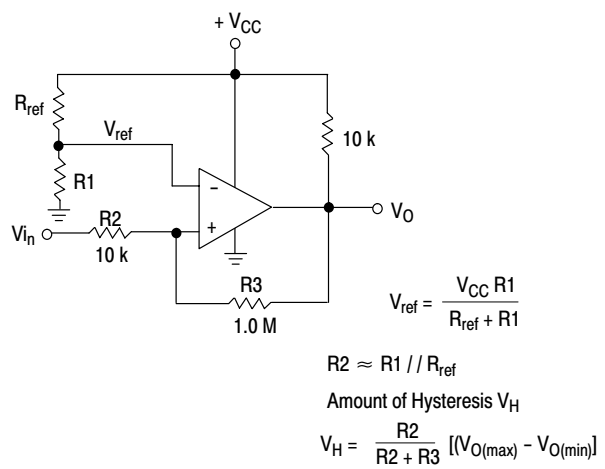 + VCC
Rref
Vref
10 k
R1
-
+
VO
R2
Vin
10 k
R3
1.0 M
Vref = VCC R1 / Rref + R1
R2 ≈ R1 / / Rref
Amount of Hysteresis VH
VH = R2 / R2 + R3 [(VO(max) - VO(min)]